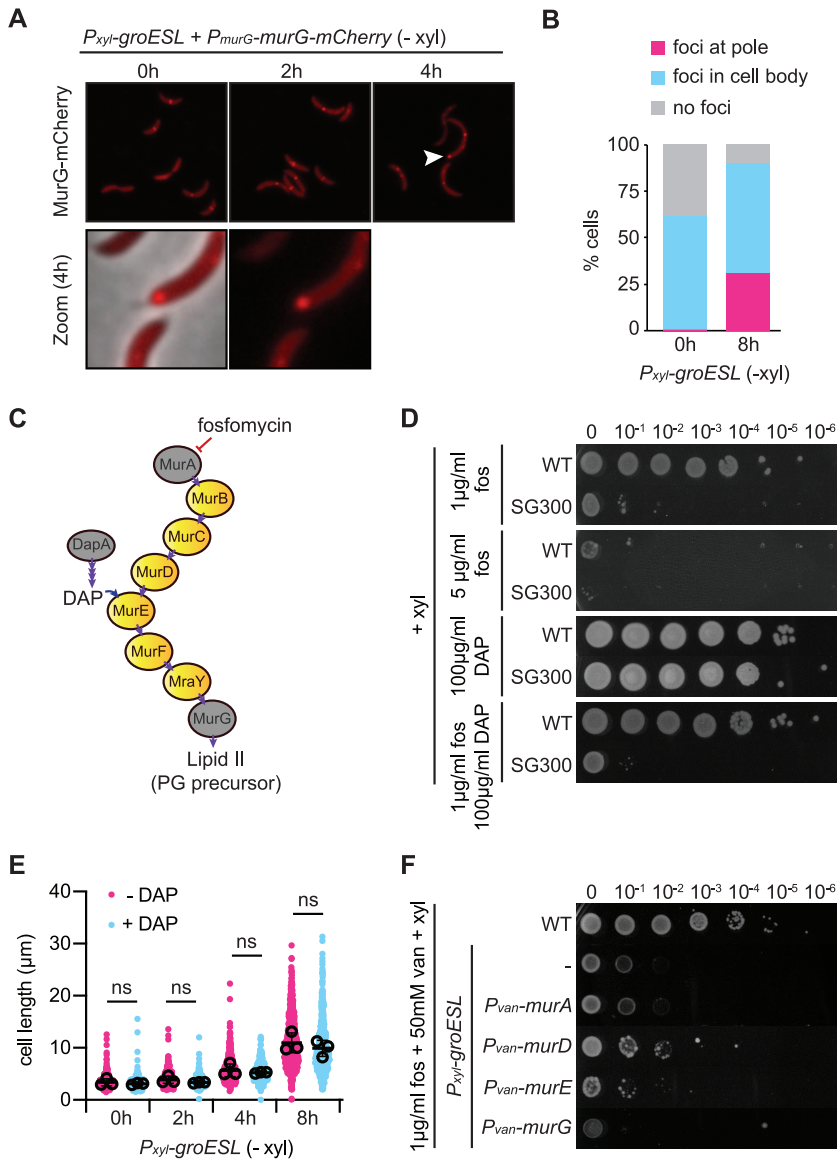 A
Pxyl-groESL + PmurG-murG-mCherry (- xyl)
0h 2h 4h
MurG-mCherry
Zoom (4h)
B
foci at pole
foci in cell body
no foci
% cells
100
75
50
25
0
0h 8h
Pxyl-groESL (-xyl)
C
fosfomycin
MurA
MurB
MurC
DapA
MurD
DAP
MurE
MurF
MraY
MurG
Lipid II
(PG precursor)
D
0 10-1 10-2 10-3 10-4 10-5 10-6
+ xyl
1µg/ml
fos
WT
SG300
5 µg/ml
fos
WT
SG300
100µg/ml
DAP
WT
SG300
1µg/ml fos
100µg/ml DAP
WT
SG300
E
- DAP
+ DAP
cell length (µm)
40
30
20
10
0
ns ns ns ns
0h 2h 4h 8h
Pxyl-groESL (- xyl)
F
0 10-1 10-2 10-3 10-4 10-5 10-6
1µg/ml fos + 50mM van + xyl
WT
Pxyl-groESL
-
Pvan-murA
Pvan-murD
Pvan-murE
Pvan-murG